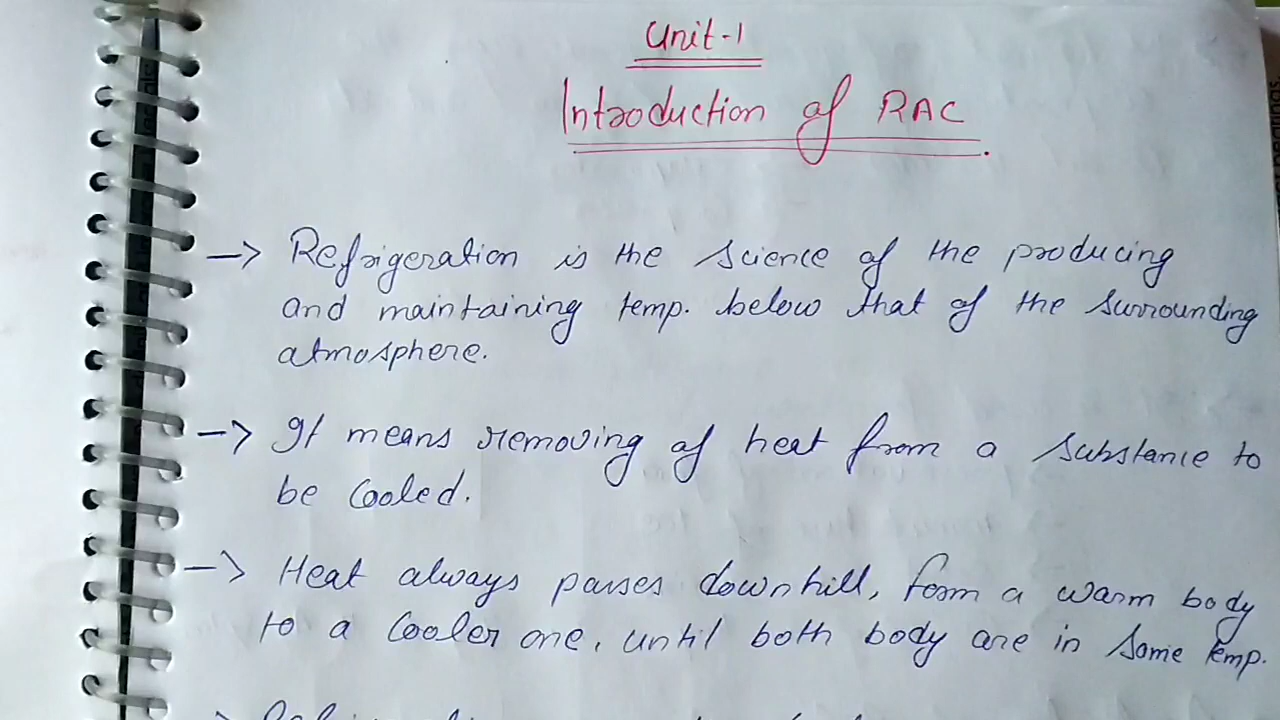 Unit-1
Introduction of RAC
-> Refrigeration is the science of the producing
and maintaining temp. below that of the surrounding
atmosphere.
-> It means removing of heat from a substance to
be cooled.
-> Heat always passes downhill, form a warm body
to a cooler one, until both body are in same temp.